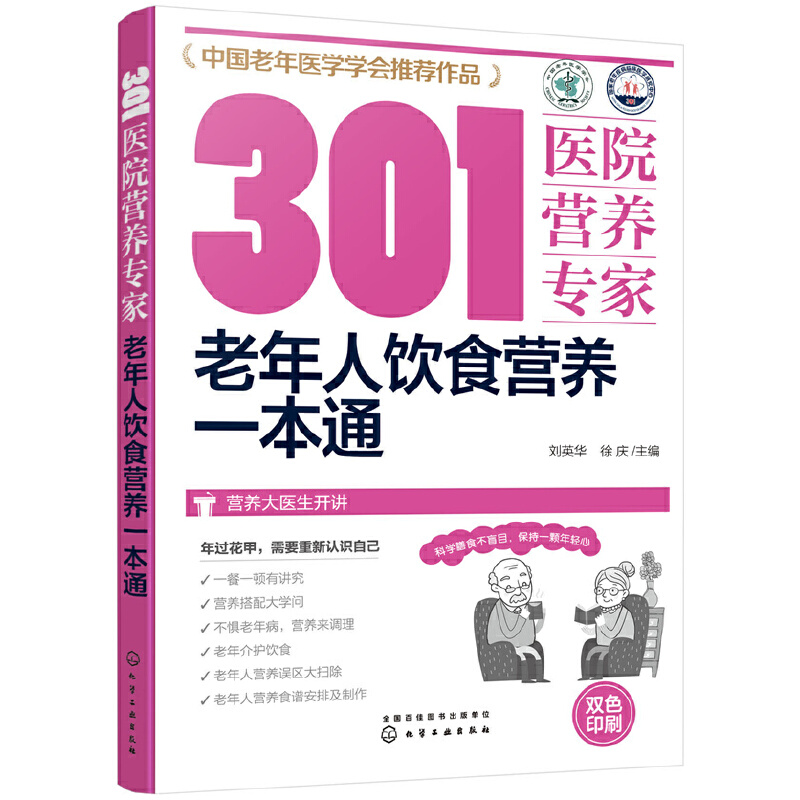 中国老年医学学会推荐作品
301
医院
营养
专家
老年人饮食营养
一本通
刘英华 徐庆/主编
营养大医生开讲
年过花甲，需要重新认识自己
✓一餐一顿有讲究
✓营养搭配大学问
✓不惧老年病，营养来调理
✓老年介护饮食
✓老年人营养误区大扫除
✓老年人营养食谱安排及制作
科学膳食不盲目，保持一颗年轻心
双色
印刷
全国百佳图书出版单位
化学工业出版社
301医院营养专家 老年人饮食营养一本通
化学工业出版社